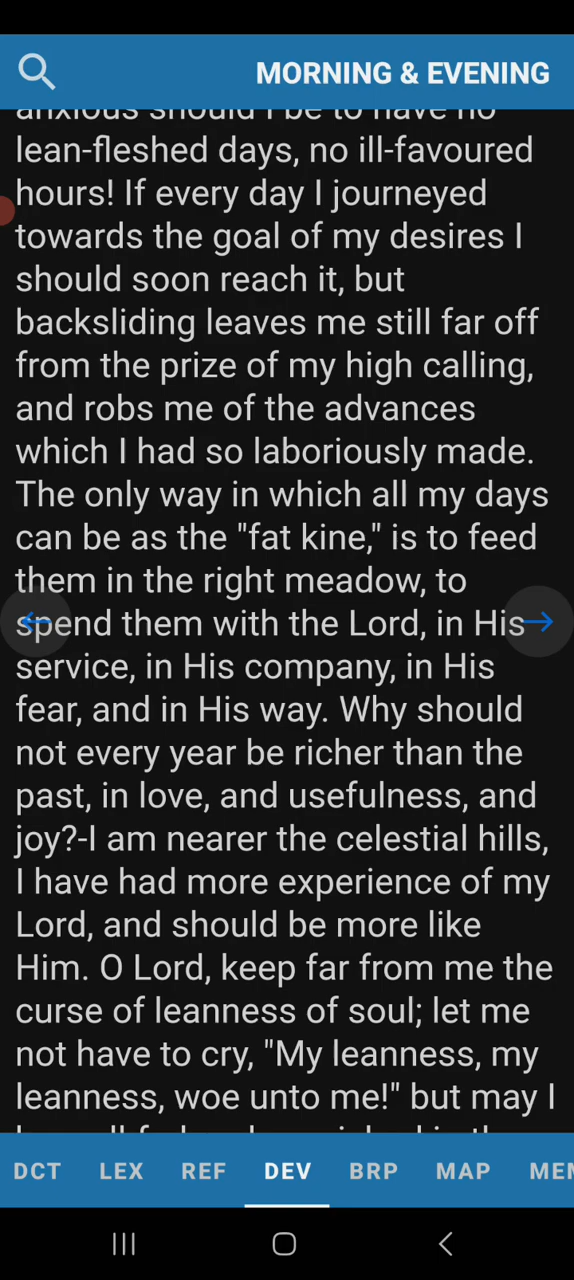 MORNING & EVENING
anxious should I be to have no
lean-fleshed days, no ill-favoured
hours! If every day I journeyed
towards the goal of my desires I
should soon reach it, but
backsliding leaves me still far off
from the prize of my high calling,
and robs me of the advances
which I had so laboriously made.
The only way in which all my days
can be as the "fat kine," is to feed
them in the right meadow, to
spend them with the Lord, in His
service, in His company, in His
fear, and in His way. Why should
not every year be richer than the
past, in love, and usefulness, and
joy?-I am nearer the celestial hills,
I have had more experience of my
Lord, and should be more like
Him. O Lord, keep far from me the
curse of leanness of soul; let me
not have to cry, "My leanness, my
leanness, woe unto me!" but may I
DCT LEX REF DEV BRP MAP